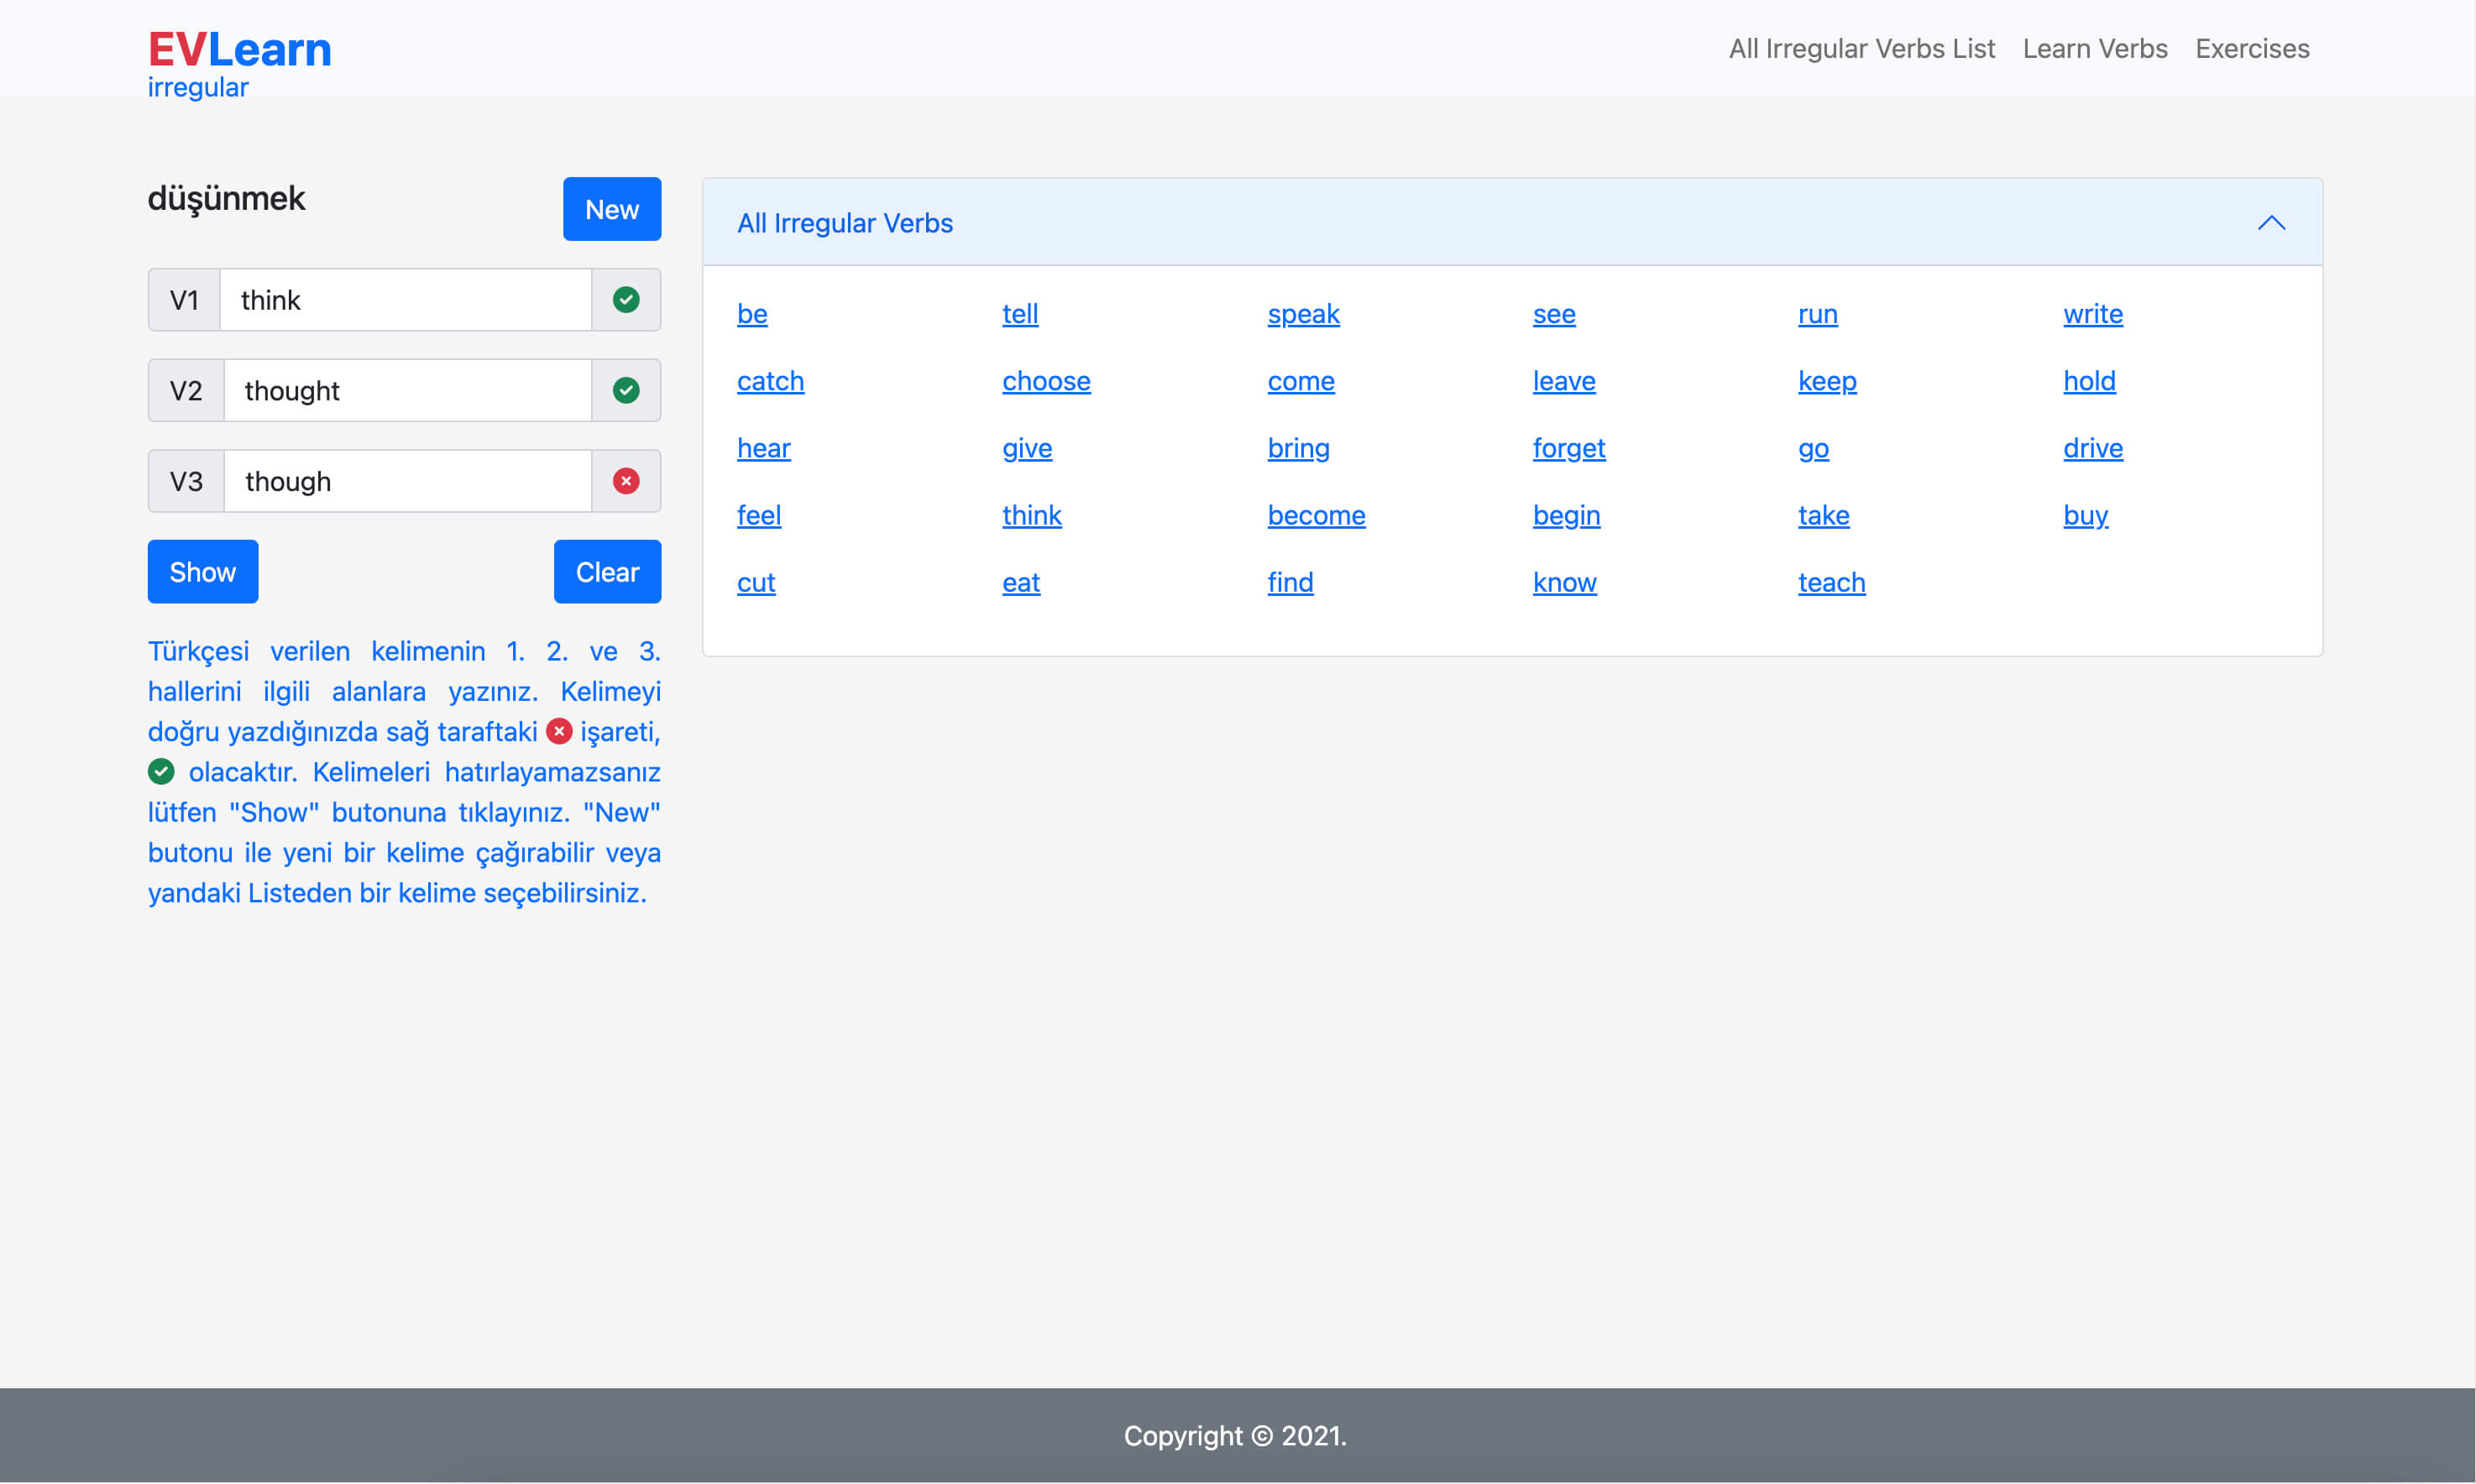 EVLearn
irregular
All Irregular Verbs List Learn Verbs Exercises
düşünmek
New
V1 think
V2 thought
V3 though
Show Clear
Türkçesi verilen kelimenin 1. 2. ve 3.
hallerini ilgili alanlara yazınız. Kelimeyi
doğru yazdığınızda sağ taraftaki işareti,
olacaktır. Kelimeleri hatırlayamazsanız
lütfen "Show" butonuna tıklayınız. "New"
butonu ile yeni bir kelime çağırabilir veya
yandaki Listeden bir kelime seçebilirsiniz.
All Irregular Verbs
be tell speak see run write
catch choose come leave keep hold
hear give bring forget go drive
feel think become begin take buy
cut eat find know teach
Copyright © 2021.